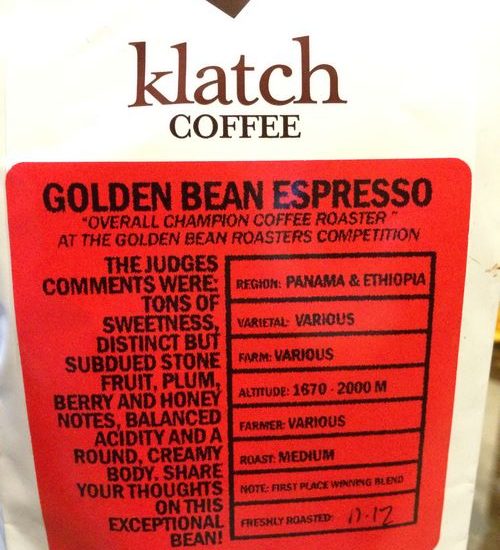 klatch
COFFEE
GOLDEN BEAN ESPRESSO
"OVERALL CHAMPION COFFEE ROASTER"
AT THE GOLDEN BEAN ROASTERS COMPETITION
THE JUDGES
COMMENTS WERE:
TONS OF
SWEETNESS,
DISTINCT BUT
SUBDUED STONE
FRUIT, PLUM,
BERRY AND HONEY
NOTES, BALANCED
ACIDITY AND A
ROUND, CREAMY
BODY. SHARE
YOUR THOUGHTS
ON THIS
EXCEPTIONAL
BEAN!
REGION: PANAMA & ETHIOPIA
VARIETAL: VARIOUS
FARM: VARIOUS
ALTITUDE: 1670 - 2000 M
FARMER: VARIOUS
ROAST: MEDIUM
NOTE: FIRST PLACE WINNING BLEND
FRESHLY ROASTED: